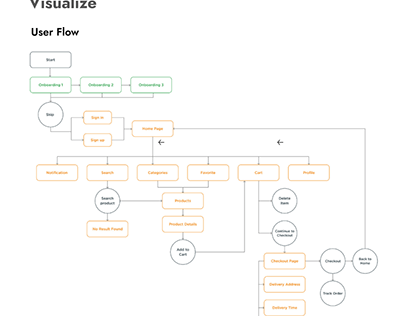 Visualize
User Flow
Start
Onboarding 1
Onboarding 2
Onboarding 3
Skip
Sign in
Sign up
Home Page
Notification
Search
Categories
Favorite
Cart
Profile
Search
product
Products
Delete
Item
No Result Found
Product Details
Continue to
Checkout
Add to
Cart
Checkout Page
Checkout
Back to
Home
Delivery Address
Track Order
Delivery Time